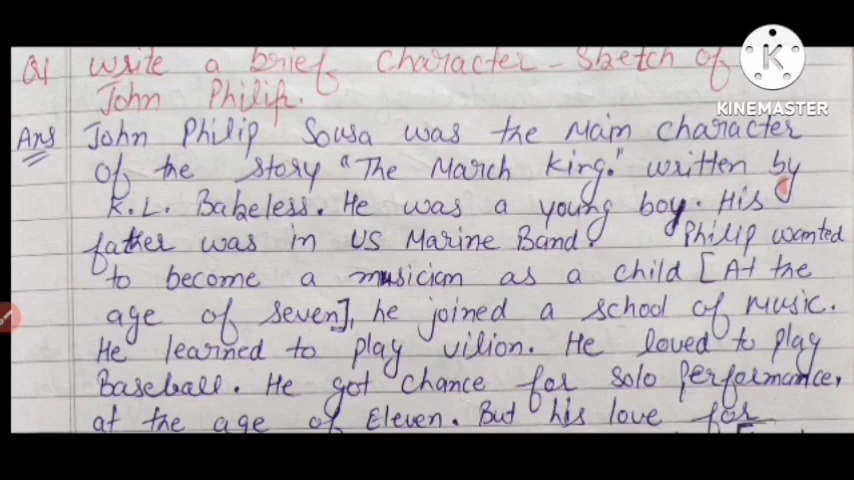 Q1 Write a brief Character-Sketch of
John Philip.
KINEMASTER
Ans John Philip Sousa was the Main character
of the story "The March King." written by
K.L. Babeless. He was a young boy. His
father was in US Marine Band. Philip wanted
to become a musician as a child [At the
age of seven], he joined a school of Music.
He learned to play vilion. He loved to play
Baseball. He got chance for solo performance,
at the age of Eleven. But his love for